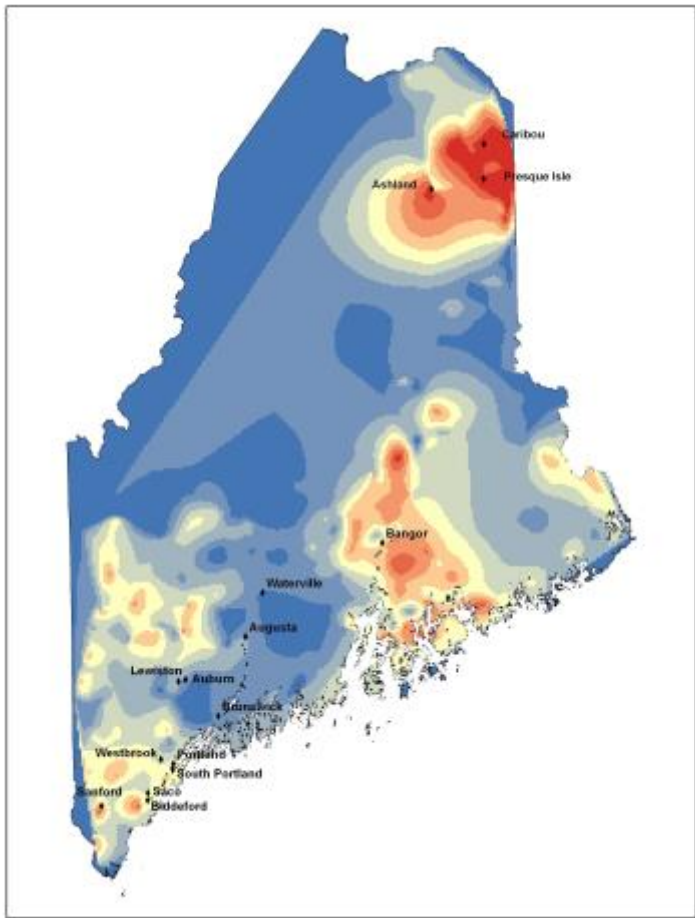 Caribou
Presque Isle
Ashland
Bangor
Waterville
Augusta
Lewiston
Auburn
Brunswick
Westbrook
Portland
South Portland
Sanford
Saco
Biddeford